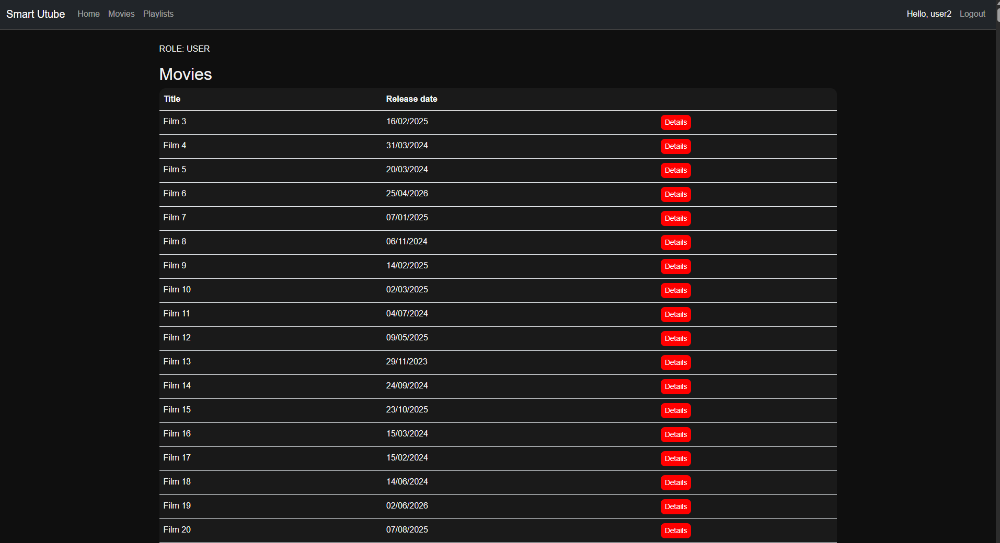 Smart Utube Home Movies Playlists Hello, user2 Logout
ROLE: USER
Movies
Title Release date
Film 3 16/02/2025 Details
Film 4 31/03/2024 Details
Film 5 20/03/2024 Details
Film 6 25/04/2026 Details
Film 7 07/01/2025 Details
Film 8 06/11/2024 Details
Film 9 14/02/2025 Details
Film 10 02/03/2025 Details
Film 11 04/07/2024 Details
Film 12 09/05/2025 Details
Film 13 29/11/2023 Details
Film 14 24/09/2024 Details
Film 15 23/10/2025 Details
Film 16 15/03/2024 Details
Film 17 15/02/2024 Details
Film 18 14/06/2024 Details
Film 19 02/06/2026 Details
Film 20 07/08/2025 Details